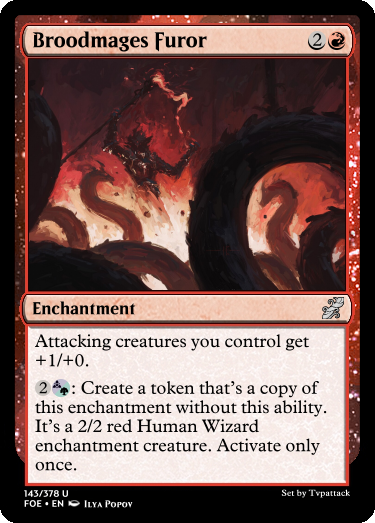 Broodmages Furor
2
Enchantment
Attacking creatures you control get
+1/+0.
2 : Create a token that's a copy of
this enchantment without this ability.
It's a 2/2 red Human Wizard
enchantment creature. Activate only
once.
143/378 U
Set by Tvpattack
FOE • EN ILYA POPOV